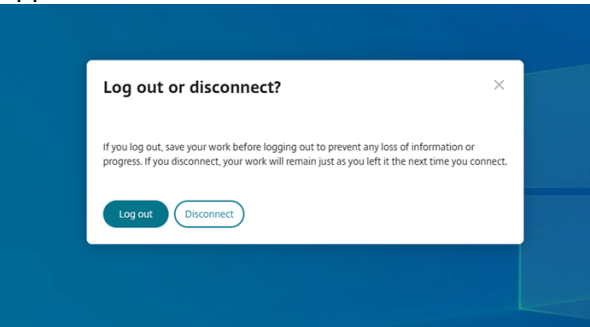 Log out or disconnect?
If you log out, save your work before logging out to prevent any loss of information or
progress. If you disconnect, your work will remain just as you left it the next time you connect.
Log out
Disconnect